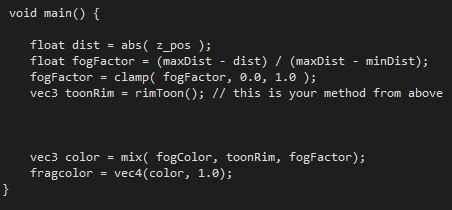 void main() {
float dist = abs( z_pos );
float fogFactor = (maxDist - dist) / (maxDist - minDist);
fogFactor = clamp( fogFactor, 0.0, 1.0 );
vec3 toonRim = rimToon(); // this is your method from above
vec3 color = mix( fogColor, toonRim, fogFactor);
fragcolor = vec4(color, 1.0);
}